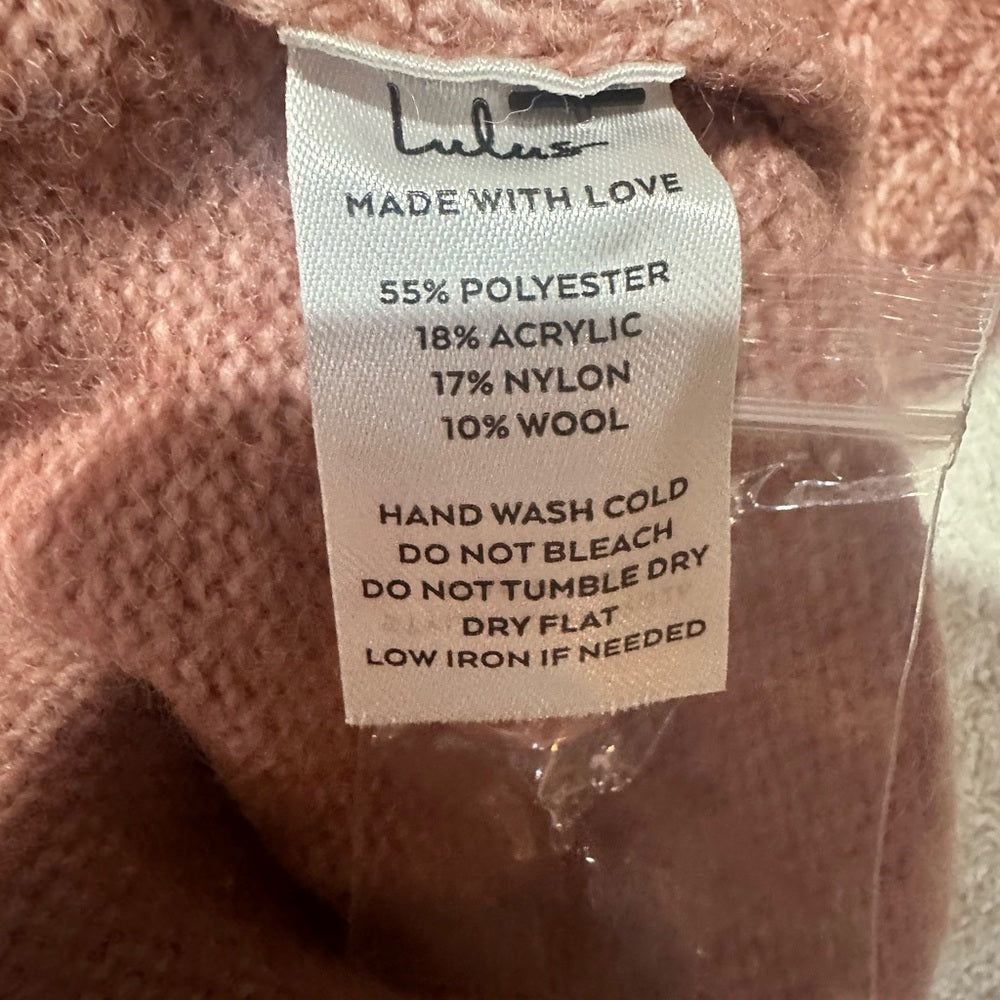 Lulus
MADE WITH LOVE
55% POLYESTER
18% ACRYLIC
17% NYLON
10% WOOL
HAND WASH COLD
DO NOT BLEACH
DO NOT TUMBLE DRY
DRY FLAT
LOW IRON IF NEEDED